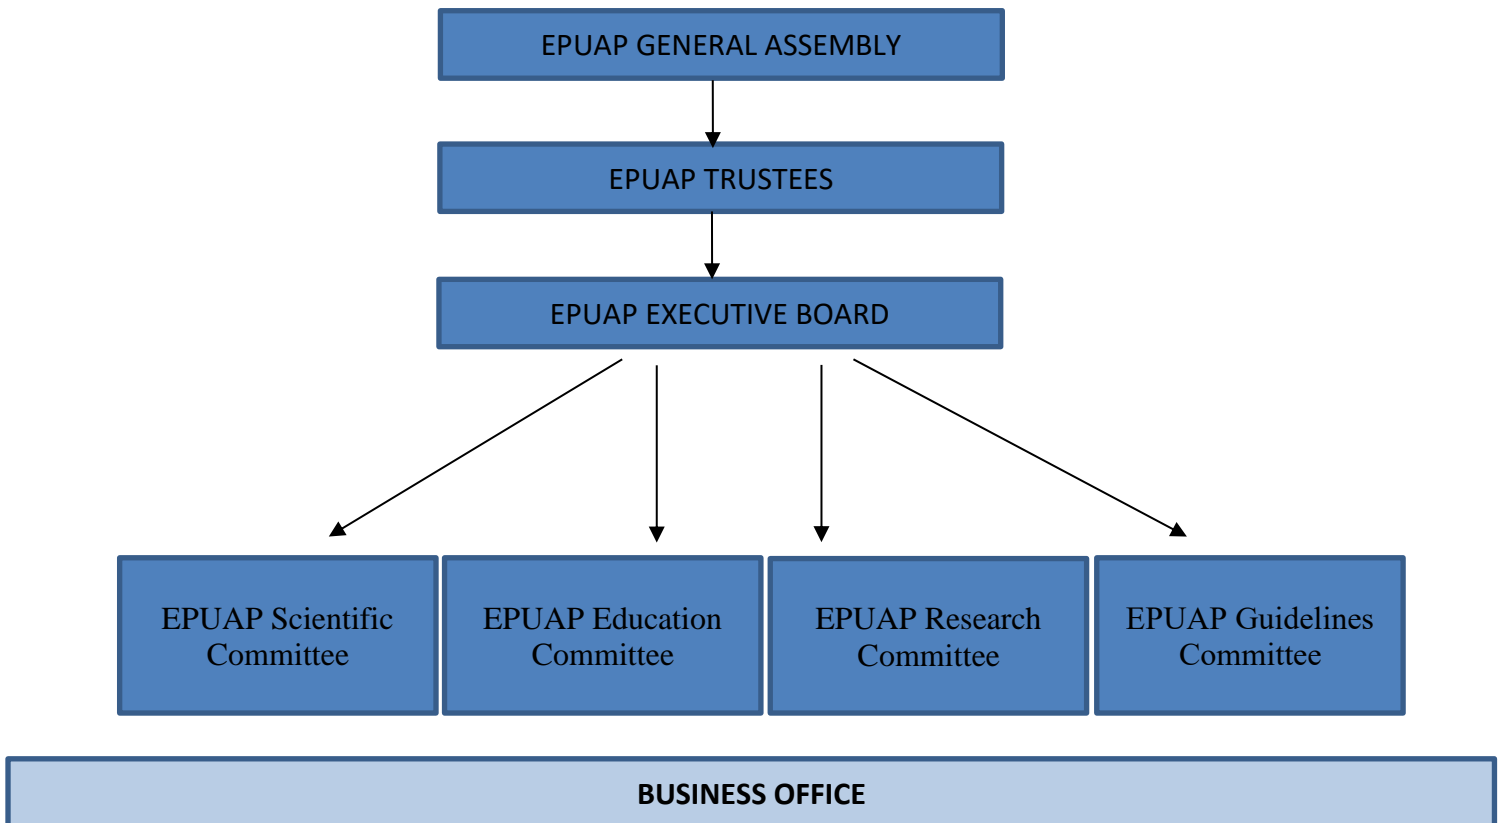 EPUAP GENERAL ASSEMBLY
EPUAP TRUSTEES
EPUAP EXECUTIVE BOARD
EPUAP Scientific
Committee
EPUAP Education
Committee
EPUAP Research
Committee
EPUAP Guidelines
Committee
BUSINESS OFFICE